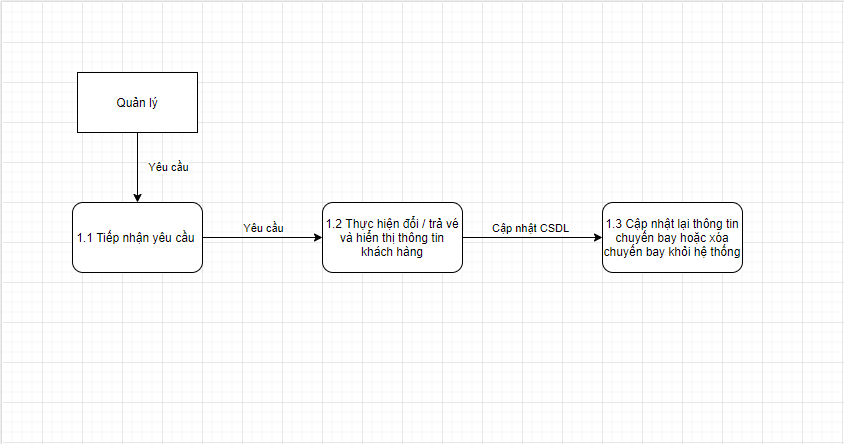 Quản lý
Yêu cầu
1.1 Tiếp nhận yêu cầu
Yêu cầu
1.2 Thực hiện đổi / trả vé
và hiển thị thông tin
khách hàng
Cập nhật CSDL
1.3 Cập nhật lại thông tin
chuyến bay hoặc xóa
chuyến bay khỏi hệ thống